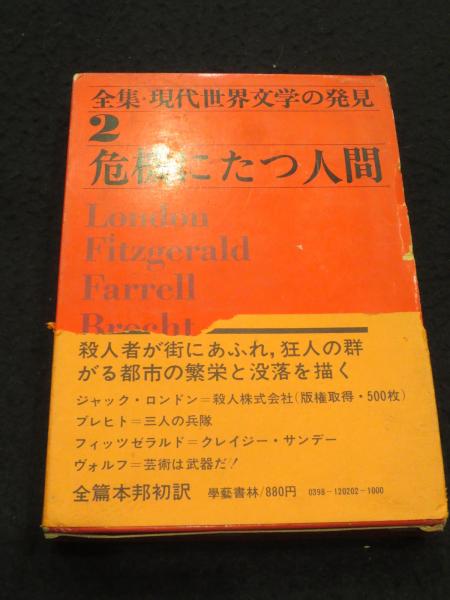 全集・現代世界文学の発見
2
危機にたつ人間
London
Fitzgerald
Farrell
Brecht
殺人者が街にあふれ,狂人の群
がる都市の繁栄と没落を描く
ジャック・ロンドン=殺人株式会社(版権取得・500枚)
ブレヒト=三人の兵隊
フィッツゼラルド=クレイジー・サンデー
ヴォルフ=芸術は武器だ!
全篇本邦初訳 學藝書林/880円 0398-120202-1000